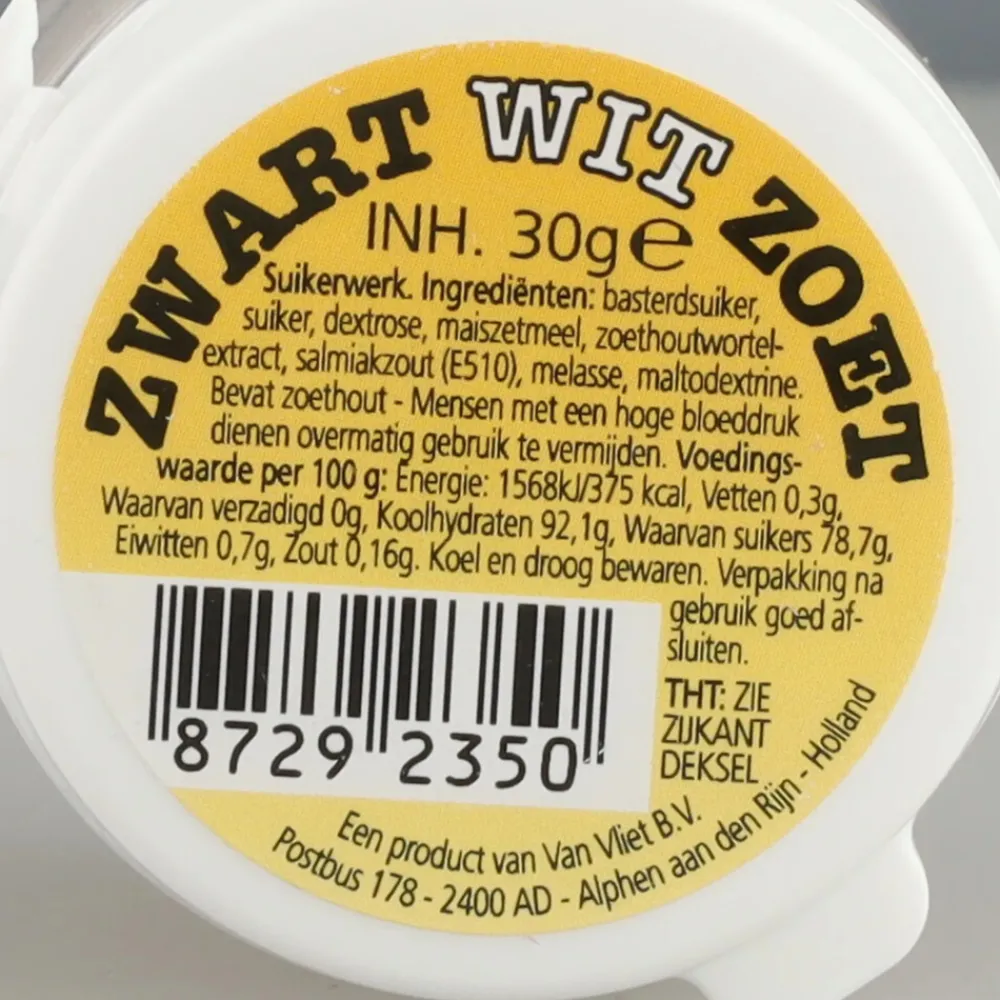 ZWART WIT ZOET
INH. 30g e
Suikerwerk. Ingrediënten: basterdsuiker,
suiker, dextrose, maiszetmeel, zoethoutwortel-
extract, salmiakzout (E510), melasse, maltodextrine.
Bevat zoethout - Mensen met een hoge bloeddruk
dienen overmatig gebruik te vermijden. Voedings-
waarde per 100 g: Energie: 1568kJ/375 kcal, Vetten 0,3g,
Waarvan verzadigd 0g, Koolhydraten 92,1g, Waarvan suikers 78,7g,
Eiwitten 0,7g, Zout 0,16g. Koel en droog bewaren. Verpakking na
gebruik goed af-
sluiten.
THT: ZIE
ZIJKANT
DEKSEL
8729 2350
Een product van Van Vliet B.V.
Postbus 178 - 2400 AD - Alphen aan den Rijn - Holland